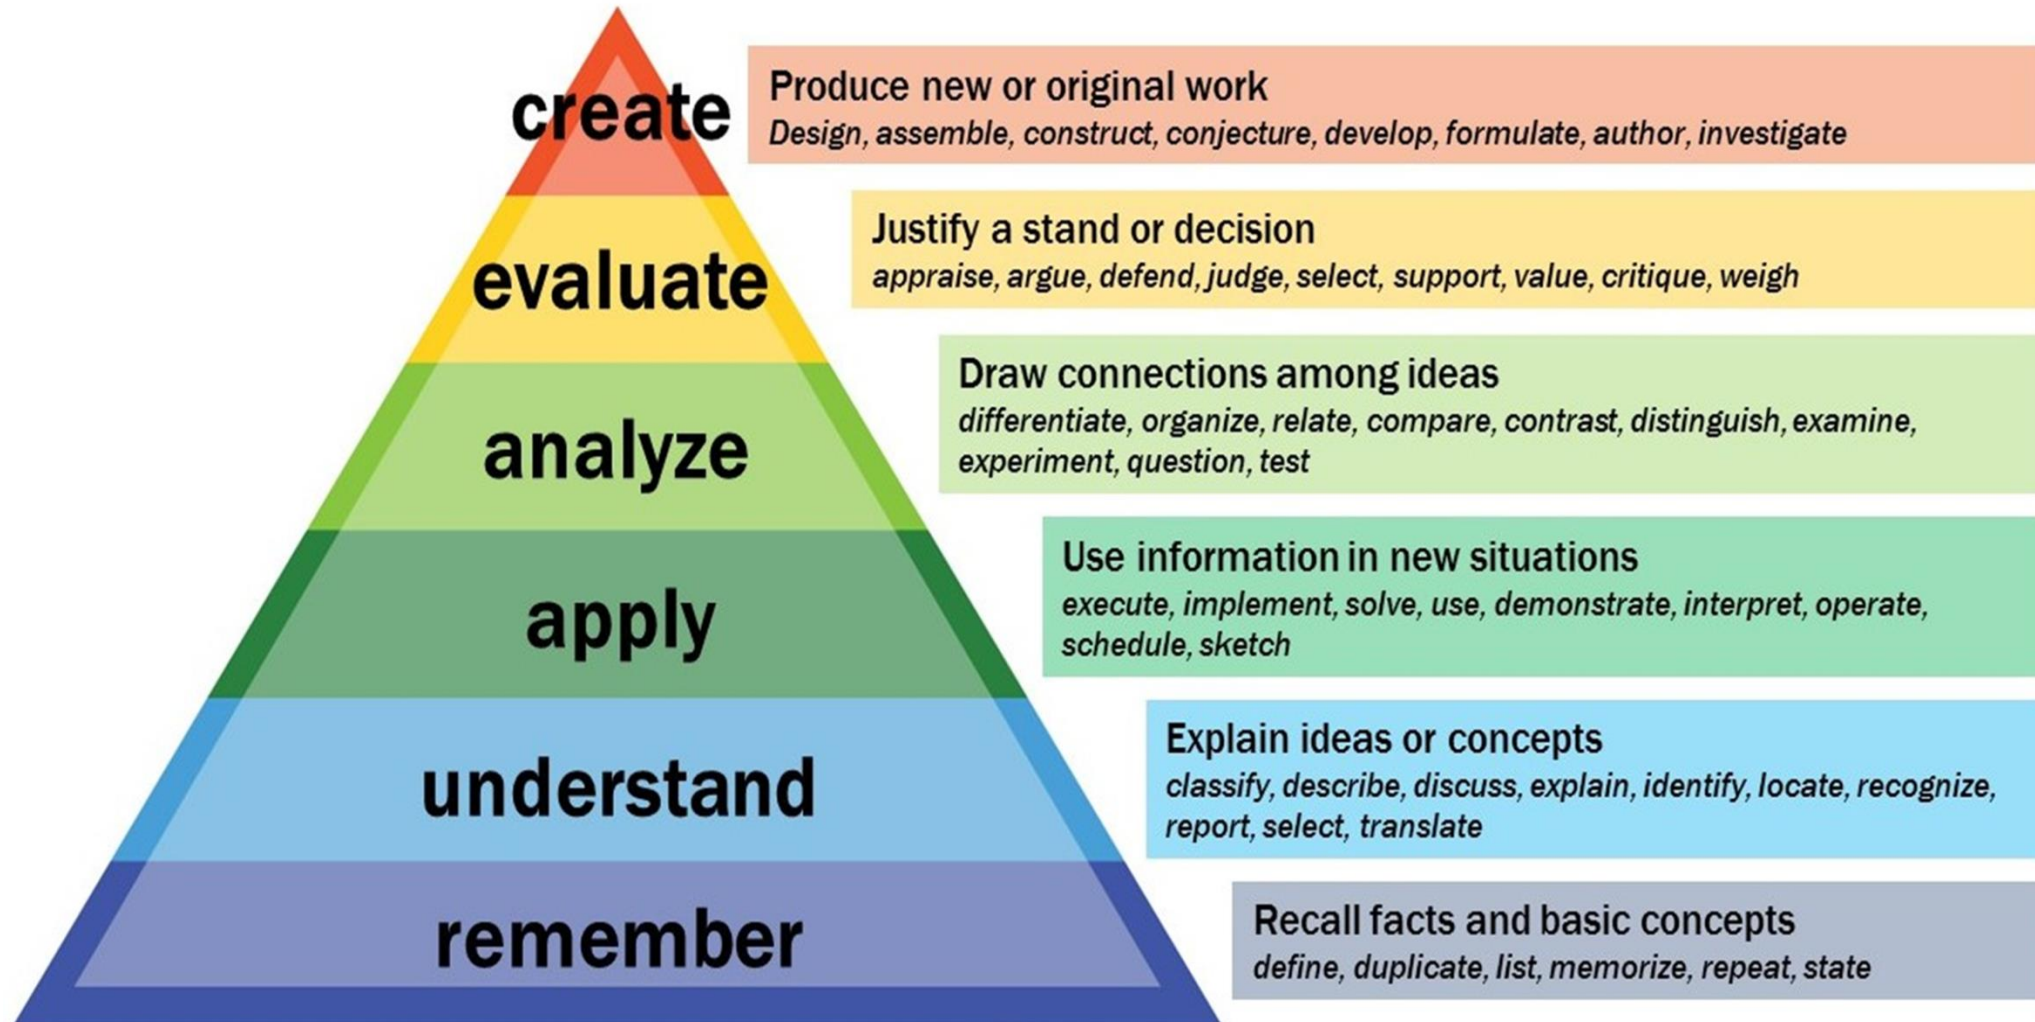 create
Produce new or original work
Design, assemble, construct, conjecture, develop, formulate, author, investigate
evaluate
Justify a stand or decision
appraise, argue, defend, judge, select, support, value, critique, weigh
analyze
Draw connections among ideas
differentiate, organize, relate, compare, contrast, distinguish, examine,
experiment, question, test
apply
Use information in new situations
execute, implement, solve, use, demonstrate, interpret, operate,
schedule, sketch
understand
Explain ideas or concepts
classify, describe, discuss, explain, identify, locate, recognize,
report, select, translate
remember
Recall facts and basic concepts
define, duplicate, list, memorize, repeat, state